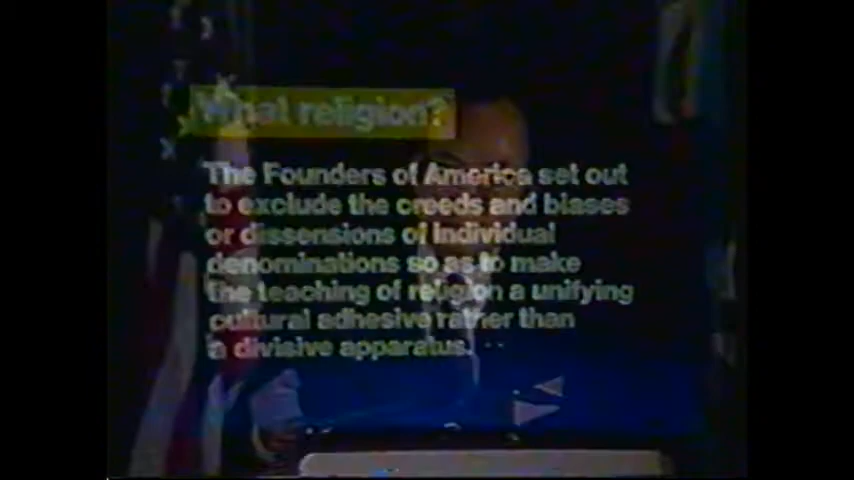 What religion?
The Founders of America set out
to exclude the creeds and biases
or dissensions of individual
denominations so as to make
the teaching of religion a unifying
cultural adhesive rather than
a divisive apparatus.